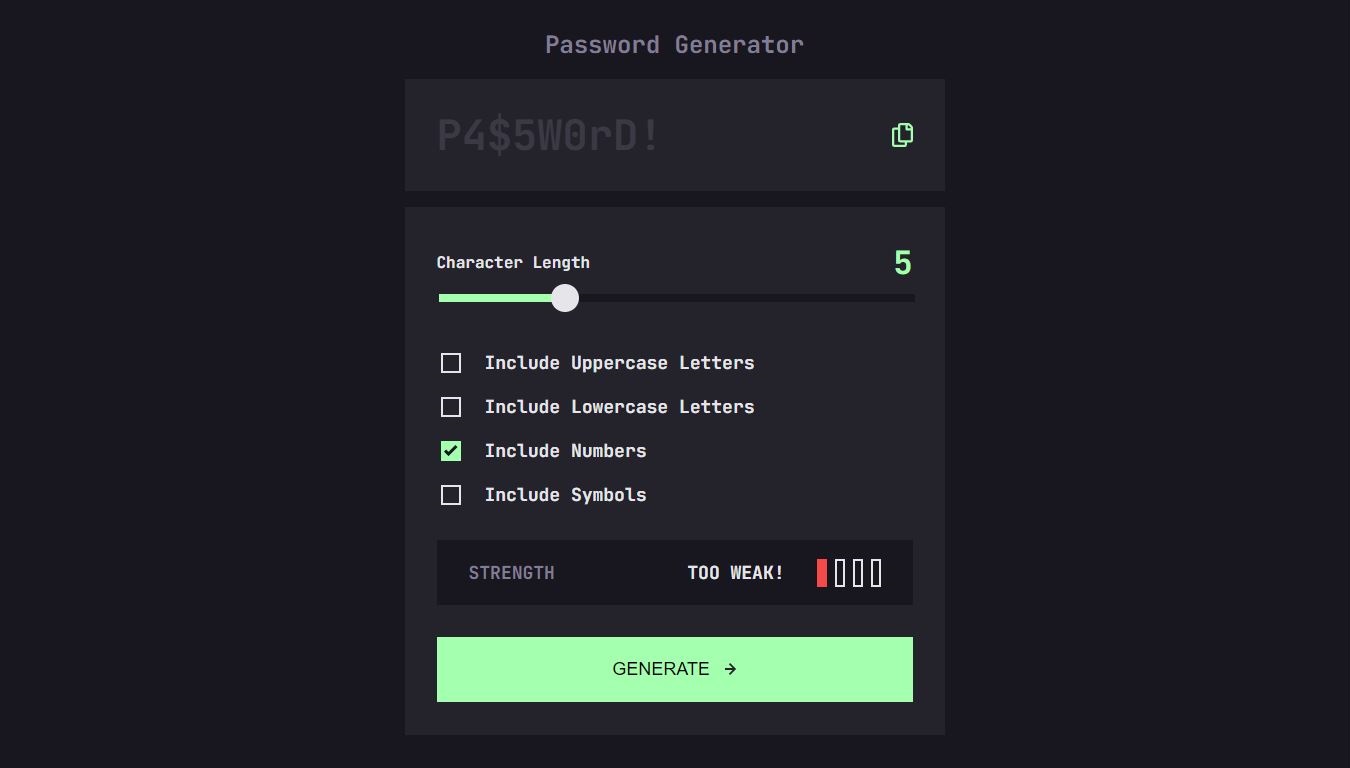 Password Generator
P4$5W0rD!
Character Length 5
Include Uppercase Letters
Include Lowercase Letters
Include Numbers
Include Symbols
STRENGTH TOO WEAK!
GENERATE →